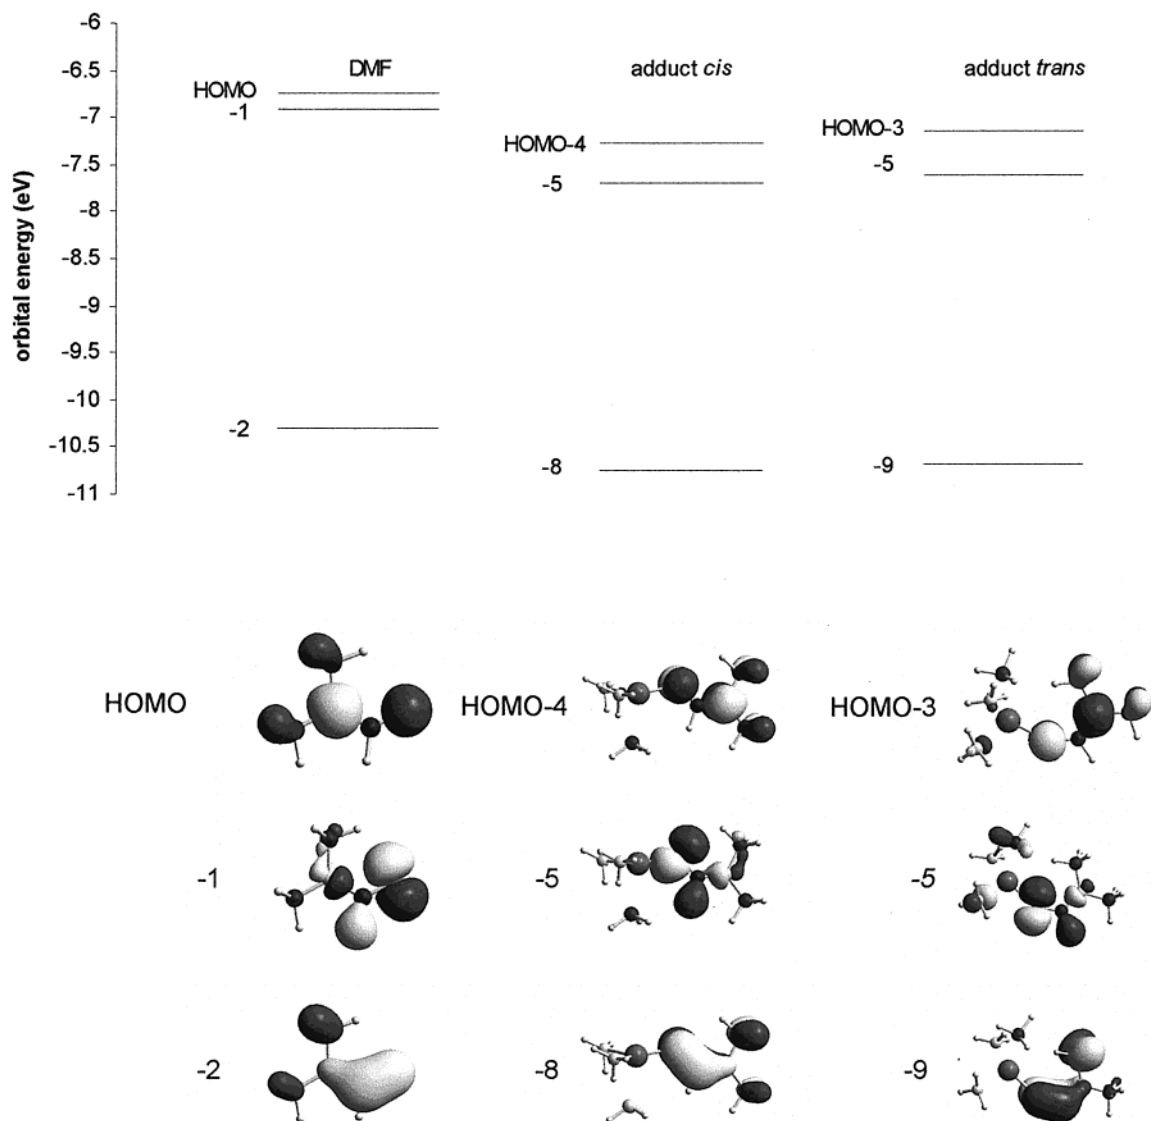 -6
-6.5
-7
-7.5
-8
-8.5
-9
-9.5
-10
-10.5
-11
orbital energy (eV)
DMF
HOMO
-1
-2
adduct cis
HOMO-4
-5
-8
adduct trans
HOMO-3
-5
-9
HOMO
HOMO-4
HOMO-3
-1
-5
-5
-2
-8
-9